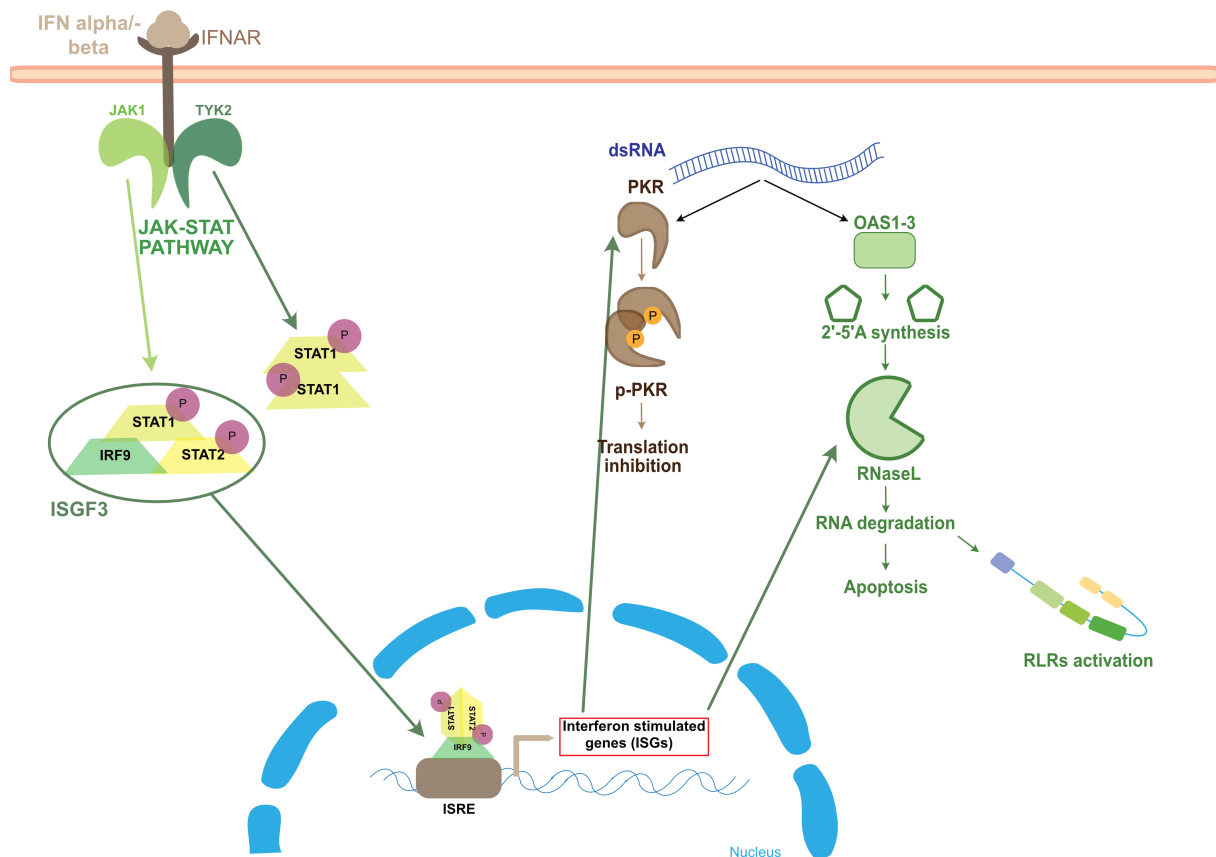 IFN alpha/-
beta
IFNAR
JAK1
TYK2
JAK-STAT
PATHWAY
dsRNA
PKR
OAS1-3
P
P
2'-5'A synthesis
P
STAT1
P
STAT1
p-PKR
Translation
inhibition
P
STAT1
P
IRF9
STAT2
ISGF3
RNaseL
RNA degradation
Apoptosis
RLRs activation
P
STAT1
STAT2
P
IRF9
ISRE
Interferon stimulated
genes (ISGs)
Nucleus